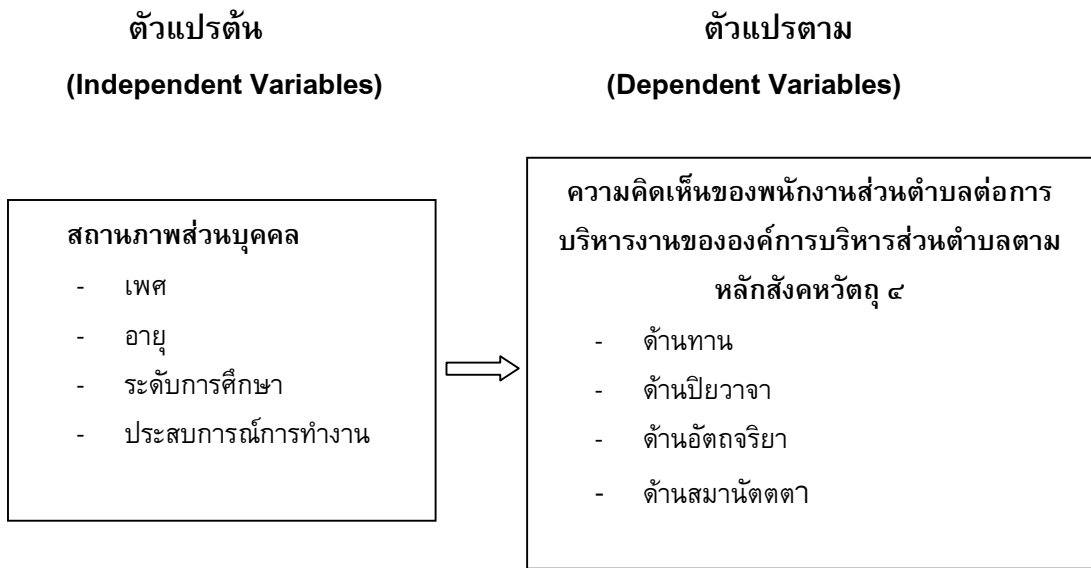 ตัวแปรต้น
(Independent Variables)
ตัวแปรตาม
(Dependent Variables)
สถานภาพส่วนบุคคล
- เพศ
- อายุ
- ระดับการศึกษา
- ประสบการณ์การทำงาน
ความคิดเห็นของพนักงานส่วนตำบลต่อการ
บริหารงานขององค์การบริหารส่วนตำบลตาม
หลักสังคหวัตถุ ๔
- ด้านทาน
- ด้านปิยวาจา
- ด้านอัตถจริยา
- ด้านสมานัตตตา